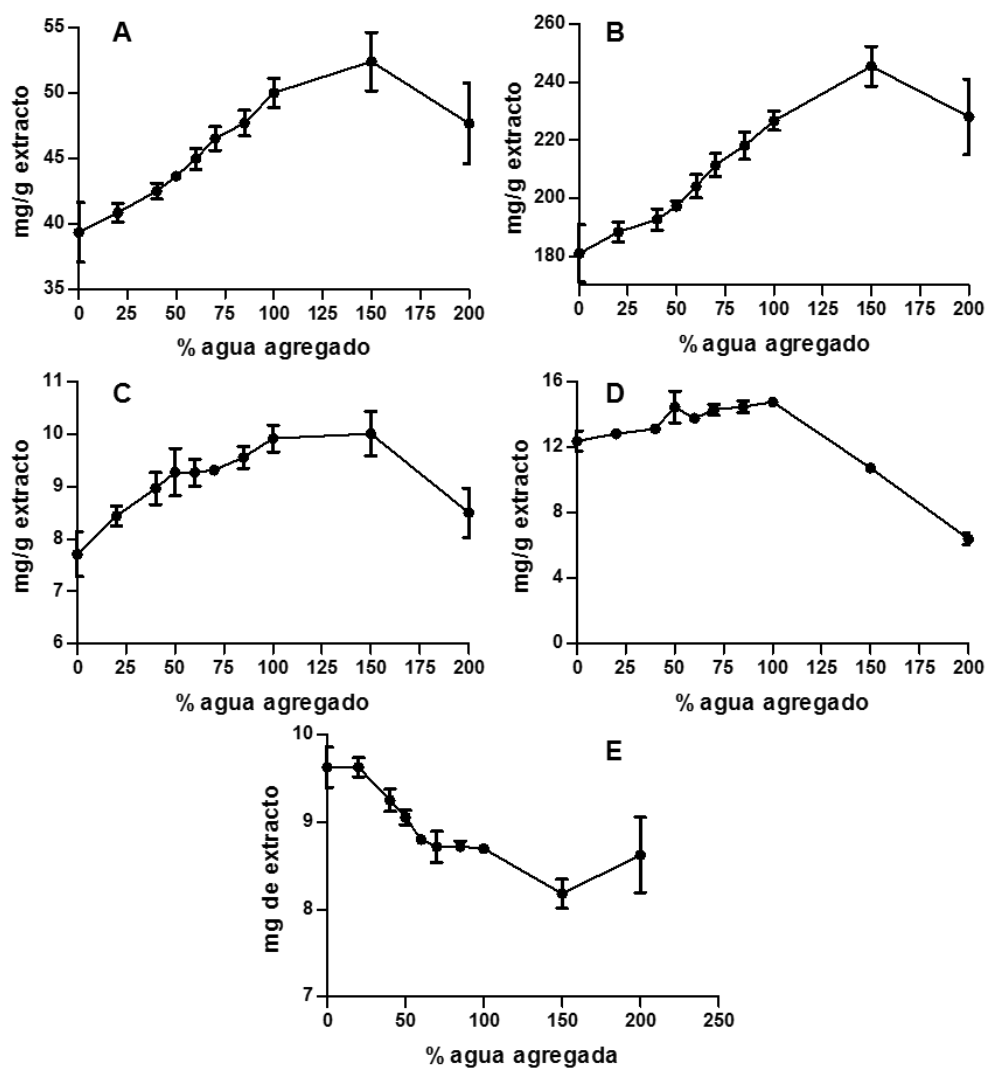 A
mg/g extracto
55
50
45
40
35
0 25 50 75 100 125 150 175 200
% agua agregado
B
mg/g extracto
260
240
220
200
180
0 25 50 75 100 125 150 175 200
% agua agregado
C
mg/g extracto
11
10
9
8
7
6
0 25 50 75 100 125 150 175 200
% agua agregado
D
mg/g extracto
16
12
8
4
0
0 25 50 75 100 125 150 175 200
% agua agregado
E
mg de extracto
10
9
8
7
0 50 100 150 200 250
% agua agregada